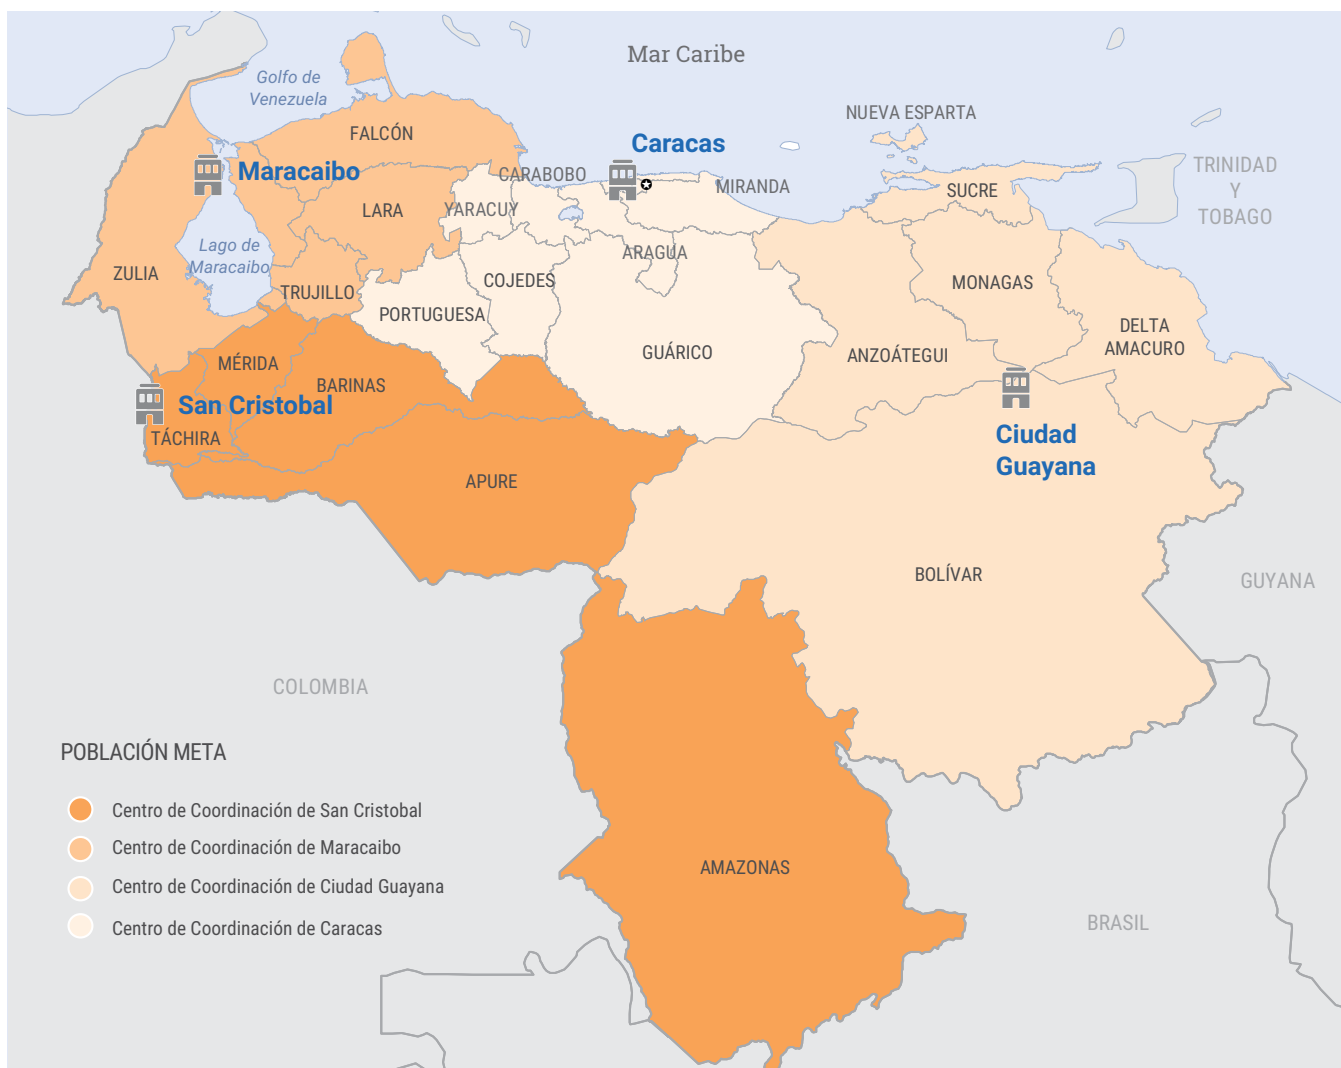 Mar Caribe
Golfo de
Venezuela
NUEVA ESPARTA
FALCÓN
Caracas
Maracaibo
CARABOBO
MIRANDA
SUCRE
TRINIDAD
Y
TOBAGO
LARA
YARACUY
Lago de
Maracaibo
ARAGUA
ZULIA
TRUJILLO
COJEDES
MONAGAS
PORTUGUESA
DELTA
AMACURO
GUÁRICO
ANZOÁTEGUI
MÉRIDA
BARINAS
San Cristobal
TÁCHIRA
Ciudad
Guayana
APURE
BOLÍVAR
GUYANA
COLOMBIA
POBLACIÓN META
Centro de Coordinación de San Cristobal
Centro de Coordinación de Maracaibo
Centro de Coordinación de Ciudad Guayana
Centro de Coordinación de Caracas
AMAZONAS
BRASIL